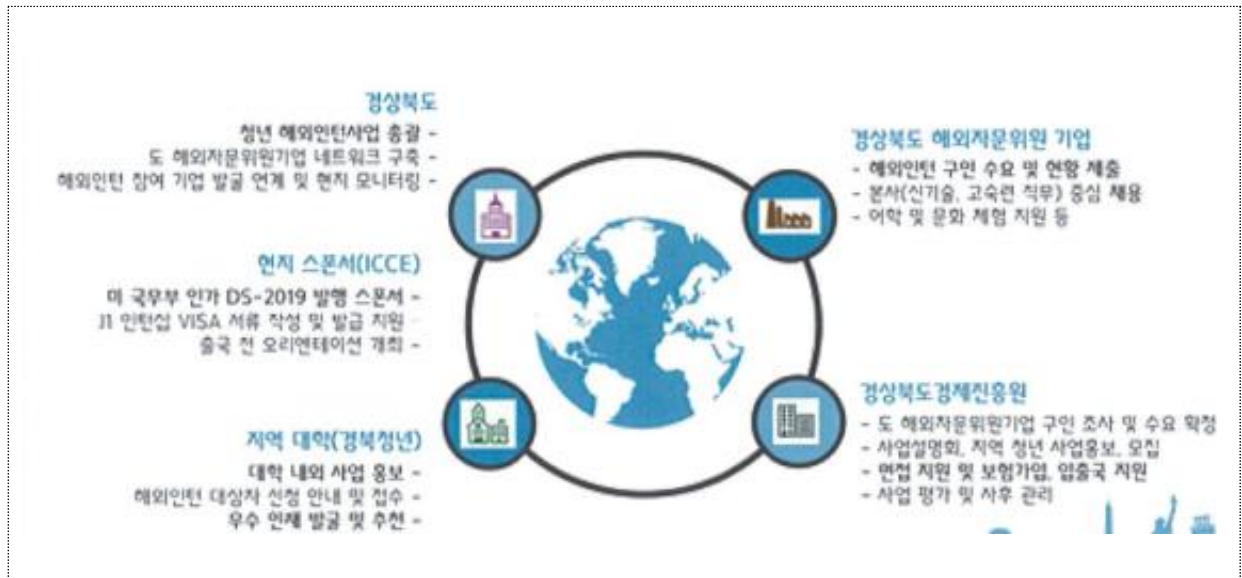 경상북도
청년 해외인턴사업 총괄 -
도 해외자문위원기업 네트워크 구축 -
해외인턴 참여 기업 발굴 연계 및 현지 모니터링 -
현지 스폰서(ICCE)
미 국무부 인가 DS-2019 발행 스폰서 -
J1 인턴십 VISA 서류 작성 및 발급 지원
출국 전 오리엔테이션 개최 -
지역 대학(경북청년)
대학 내외 사업 홍보 -
해외인턴 대상자 신청 안내 및 접수 -
우수 인재 발굴 및 추천 -
경상북도 해외자문위원 기업
- 해외인턴 구인 수요 및 현황 제출
- 본사(신기술, 고숙련 직무) 중심 채용
- 어학 및 문화 체험 지원 등
경상북도경제진흥원
- 도 해외자문위원기업 구인 조사 및 수요 확정
- 사업설명회, 지역 청년 사업홍보, 모집
- 면접 지원 및 보험가입, 입출국 지원
- 사업 평가 및 사후 관리